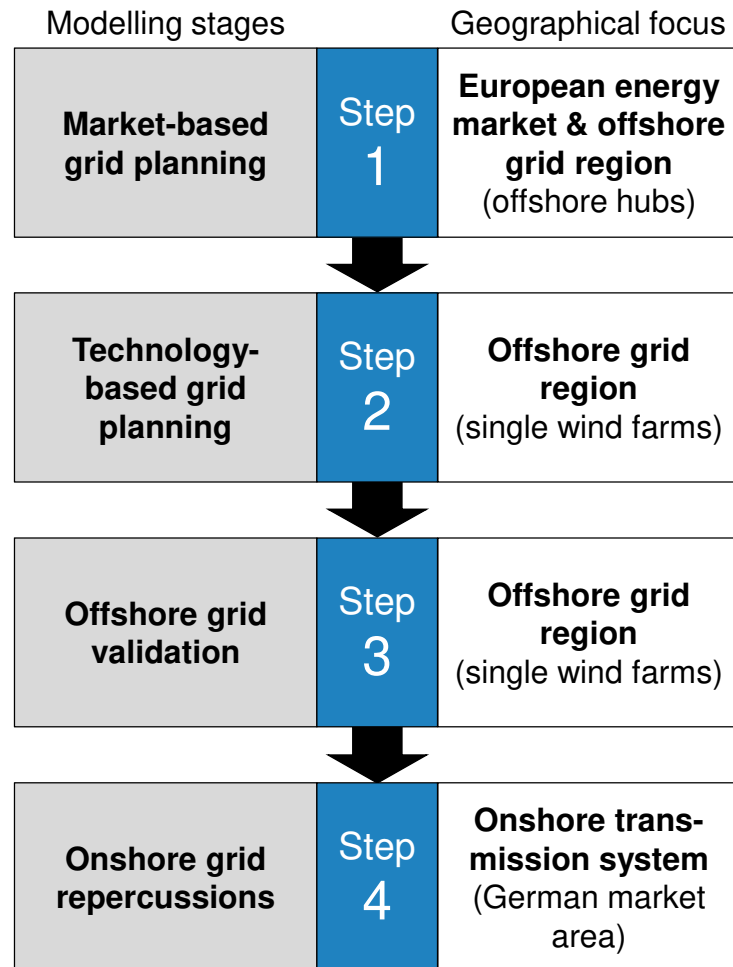 Modelling stages
Geographical focus
Market-based
grid planning
Step
1
European energy
market & offshore
grid region
(offshore hubs)
Technology-
based grid
planning
Step
2
Offshore grid
region
(single wind farms)
Offshore grid
validation
Step
3
Offshore grid
region
(single wind farms)
Onshore grid
repercussions
Step
4
Onshore trans-
mission system
(German market
area)